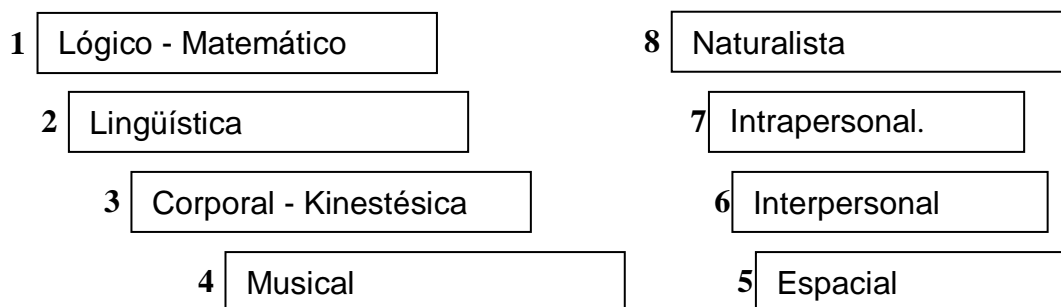 1 Lógico - Matemático
2 Lingüística
3 Corporal - Kinestésica
4 Musical
8 Naturalista
7 Intrapersonal.
6 Interpersonal
5 Espacial